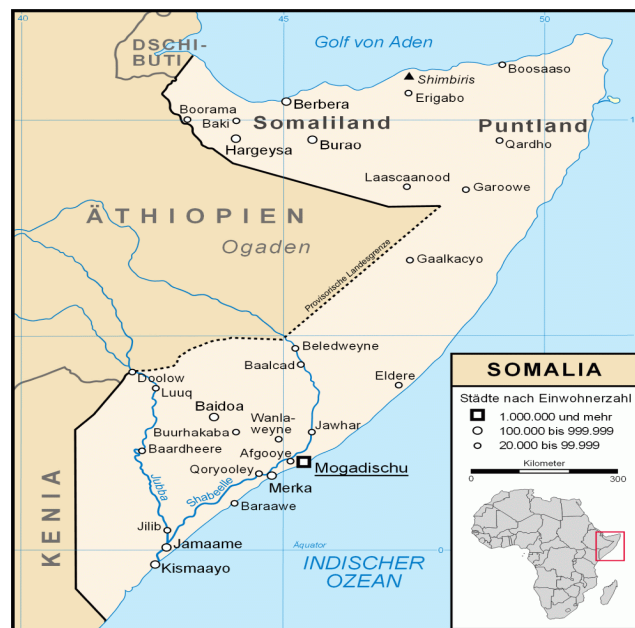 40
45
50
DSCHI-
BUTI
Golf von Aden
Boosaaso
Shimbiris
Erigabo
Berbera
Boorama
Baki
Somaliland
Puntland
Hargeysa
Burao
Qardho
Laascaanood
Garoowe
ÄTHIOPIEN
Ogaden
Gaalkacyo
Provisorische Landesgrenze
Beledweyne
Baalcad
Doolow
Luuq
Eldere
Baidoa
Wanla-
weyne
Buurhakaba
Jawhar
Baardheere
Afgooye
Mogadischu
Qoryooley
Merka
Jubba
Shabeelle
Baraawe
KENIA
Jilib
Jamaame
Äquator
0
Kismaayo
INDISCHER
OZEAN
SOMALIA
Städte nach Einwohnerzahl
1.000.000 und mehr
100.000 bis 999.999
20.000 bis 99.999
Kilometer
0
300